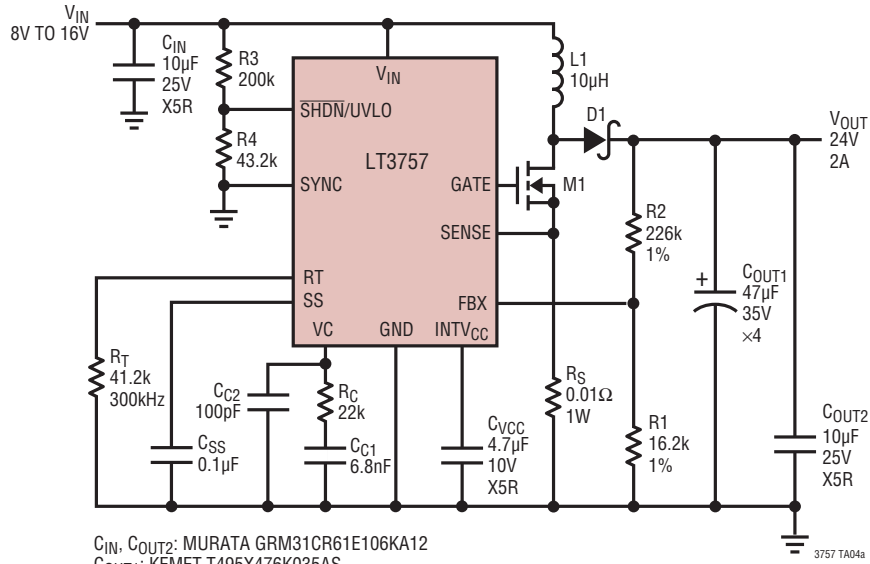 VIN
8V TO 16V
CIN
10µF
25V
X5R
R3
200k
R4
43.2k
VIN
SHDN/UVLO
LT3757
SYNC
GATE
SENSE
RT
SS
FBX
VC
GND
INTVCC
L1
10µH
D1
M1
VOUT
24V
2A
R2
226k
1%
+
COUT1
47µF
35V
×4
RT
41.2k
300kHz
CSS
0.1µF
CC2
100pF
RC
22k
CC1
6.8nF
CVCC
4.7µF
10V
X5R
RS
0.01Ω
1W
R1
16.2k
1%
COUT2
10µF
25V
X5R
CIN, COUT2: MURATA GRM31CR61E106KA12
COUT1: KEMET T495X476K035AS
3757 TA04a